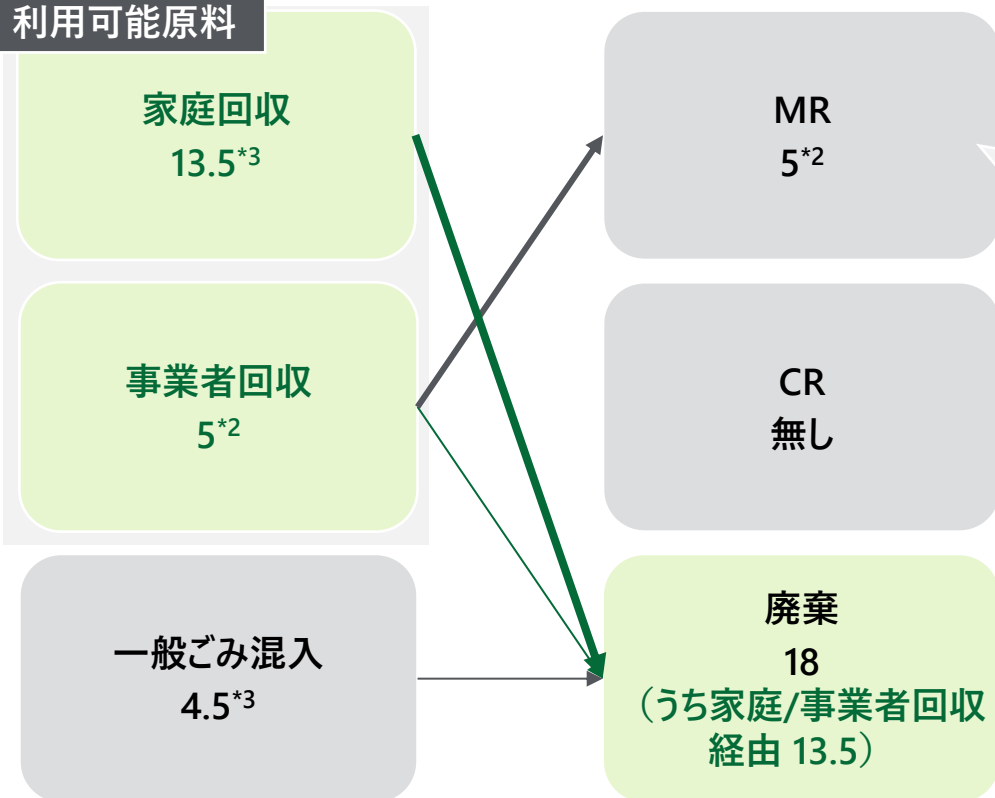 利用可能原料
家庭回収
13.5*3
事業者回収
5*2
一般ごみ混入
4.5*3
MR
5*2
CR
無し
廃棄
18
（うち家庭/事業者回収
経由 13.5）